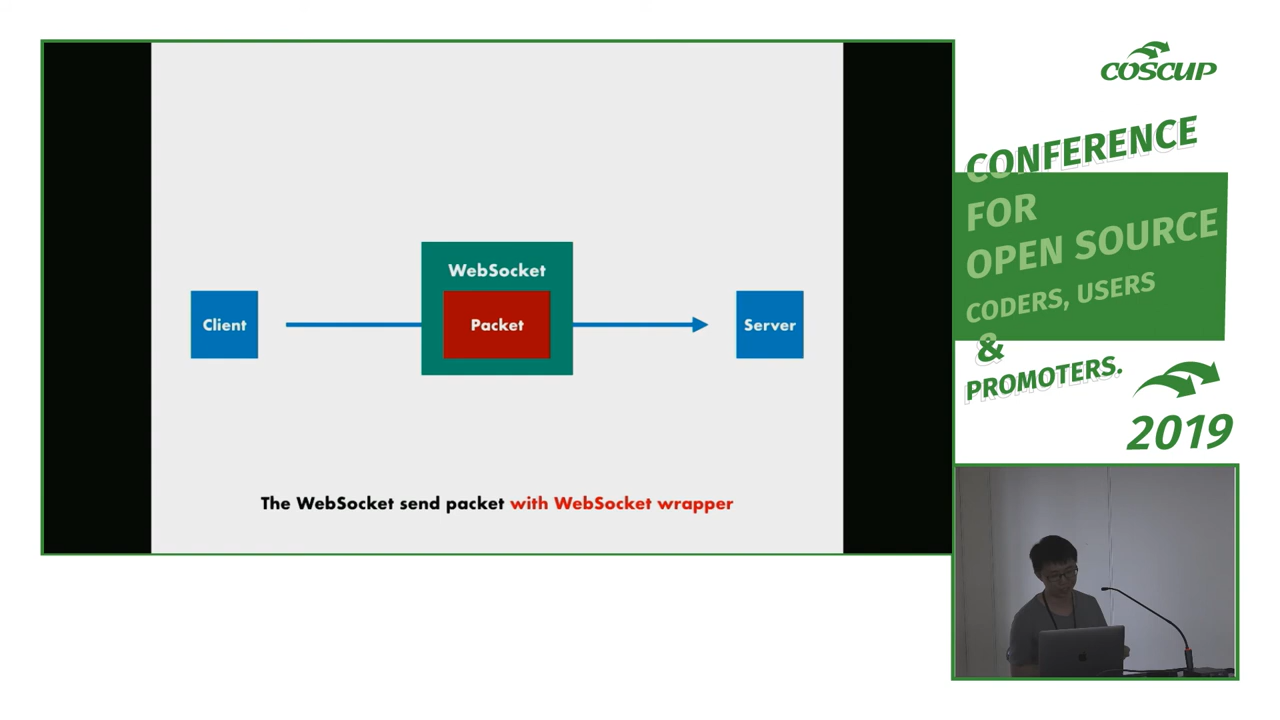 WebSocket
Client
Packet
Server
The WebSocket send packet with WebSocket wrapper
COSCUP
CONFERENCE
FOR
OPEN SOURCE
CODERS, USERS
&
PROMOTERS.
2019